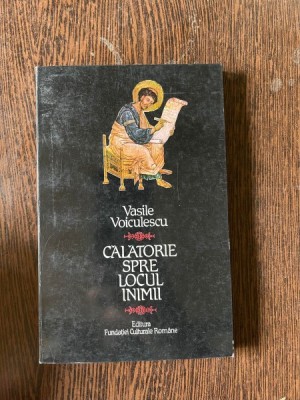 Vasile
Voiculescu
CALATORIE
SPRE
LOCUL
INIMII
Editura
Fundației Culturale Române